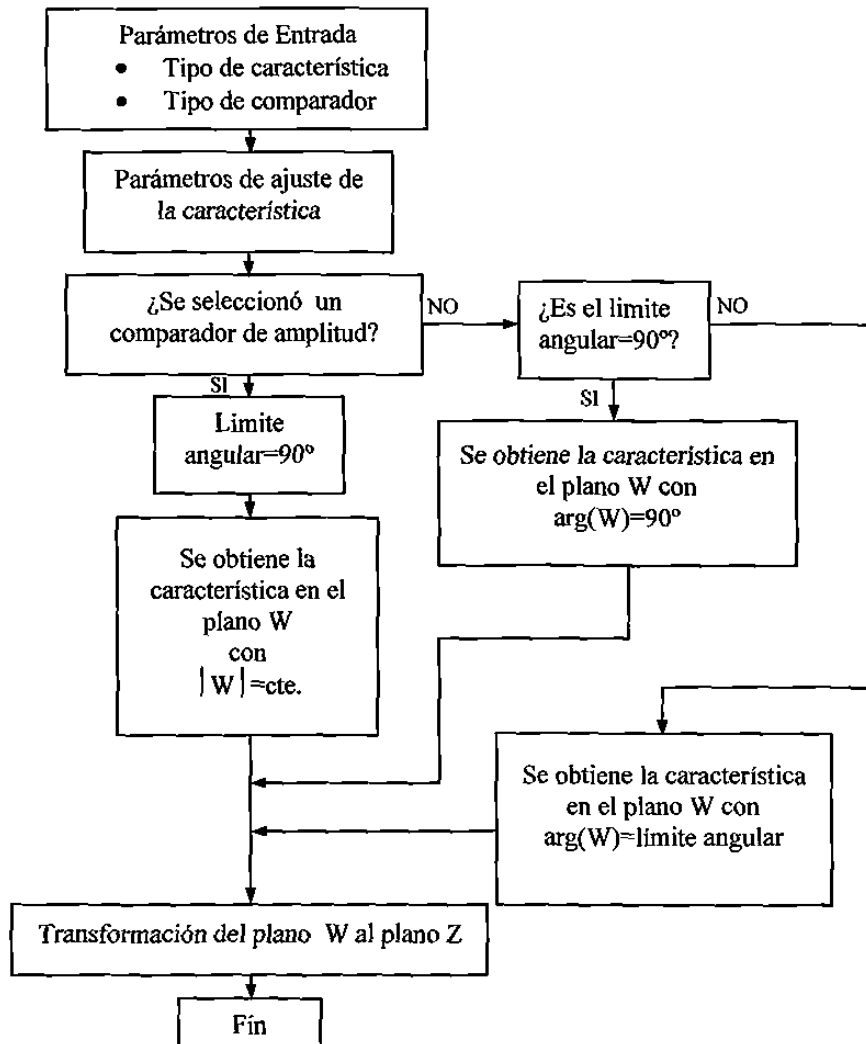 Parámetros de Entrada
• Tipo de característica
• Tipo de comparador
Parámetros de ajuste de
la característica
¿Se seleccionó un
comparador de amplitud?
NO
¿Es el limite
angular=90º?
NO
SI
Limite
angular=90º
SI
Se obtiene la característica en
el plano W con
arg(W)=90º
Se obtiene la
característica en el
plano W
con
|W|=cte.
Se obtiene la característica
en el plano W con
arg(W)=límite angular
Transformación del plano W al plano Z
Fín